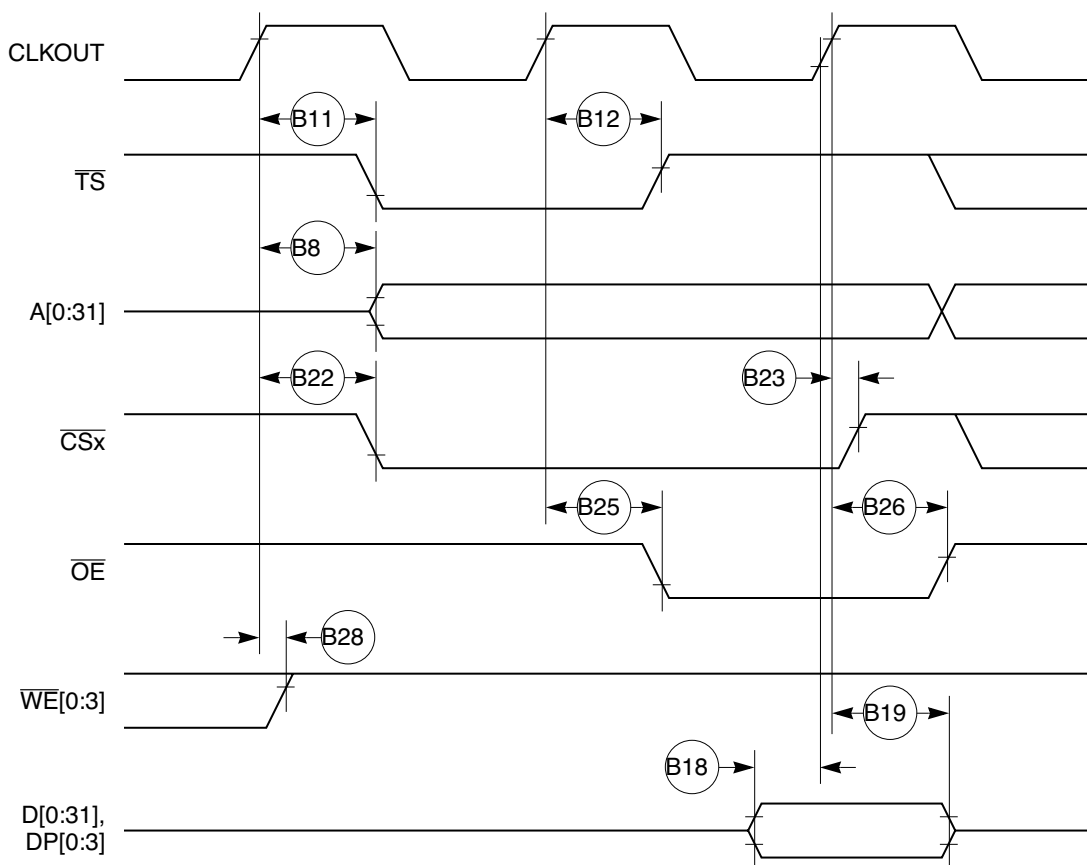 CLKOUT
B11
B12
TS
B8
A[0:31]
B22
B23
CSx
B25
B26
OE
B28
WE[0:3]
B19
B18
D[0:31],
DP[0:3]